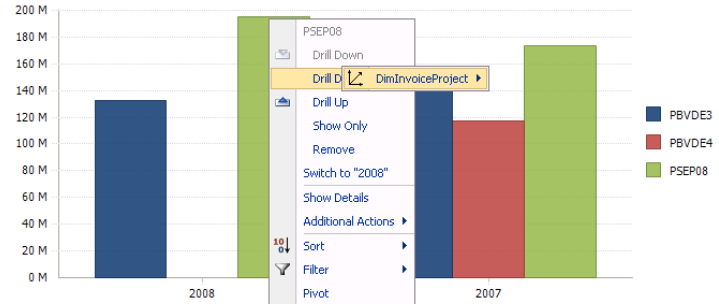 200 M
180 M
160 M
140 M
120 M
100 M
80 M
60 M
40 M
20 M
0 M
2008
2007
PSEP08
Drill Down
Drill D
DimInvoiceProject
Drill Up
Show Only
Remove
Switch to "2008"
Show Details
Additional Actions
Sort
Filter
Pivot
PBVDE3
PBVDE4
PSEP08